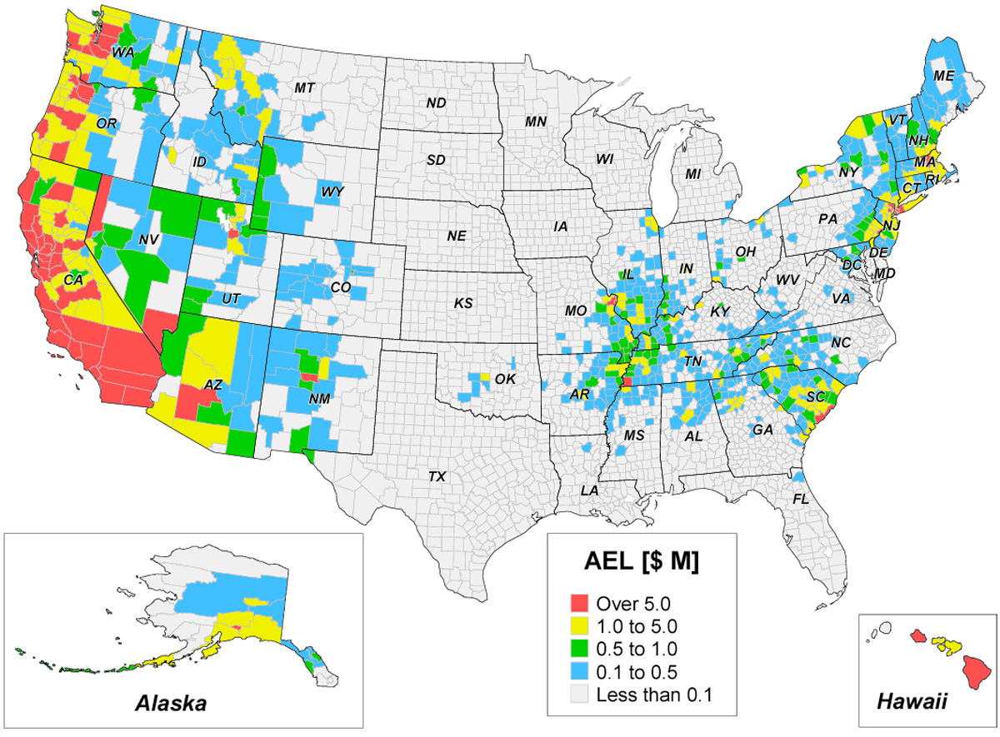 WA
MT
ND
MN
ME
VT
NH
OR
ID
SD
WI
MI
NY
MA
RI
CT
WY
IA
PA
NJ
NV
NE
OH
DE
DC
MD
IL
IN
WV
CA
UT
CO
KS
MO
KY
VA
NC
TN
AZ
NM
OK
AR
SC
MS
AL
GA
TX
LA
FL
AEL [$ M]
Over 5.0
1.0 to 5.0
0.5 to 1.0
0.1 to 0.5
Less than 0.1
Alaska
Hawaii